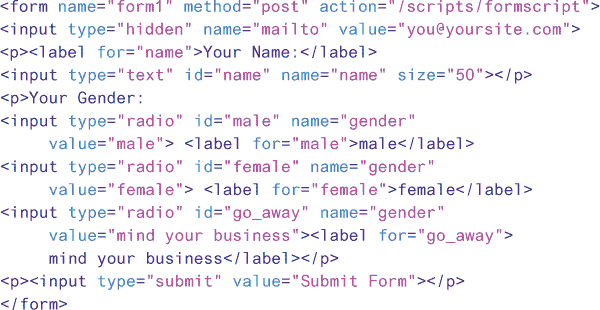 <form name="form1" method="post" action="/scripts/formscript">
<input type="hidden" name="mailto" value="you@yoursite.com">
<p><label for="name">Your Name:</label>
<input type="text" id="name" name="name" size="50"></p>
<p>Your Gender:
<input type="radio" id="male" name="gender"
value="male"> <label for="male">male</label>
<input type="radio" id="female" name="gender"
value="female"> <label for="female">female</label>
<input type="radio" id="go_away" name="gender"
value="mind your business"><label for="go_away">
mind your business</label></p>
<p><input type="submit" value="Submit Form"></p>
</form>